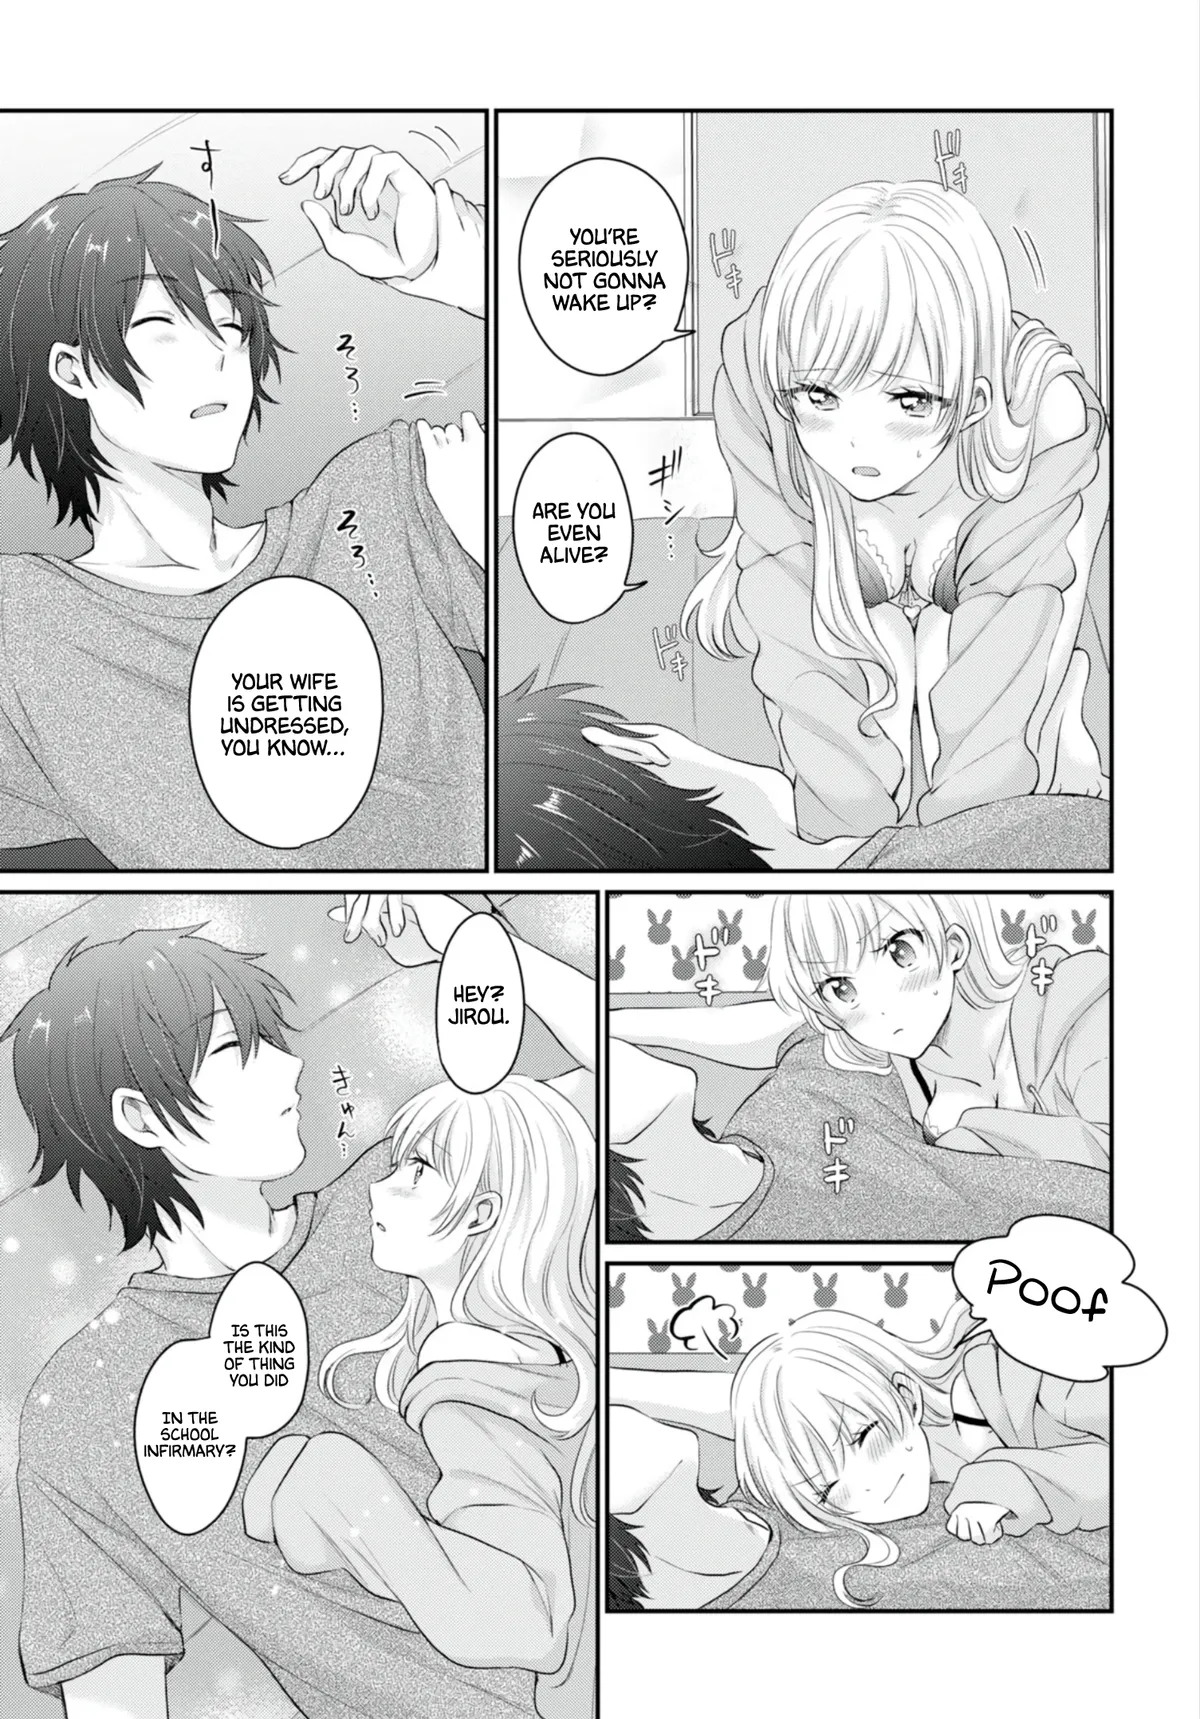 YOU'RE
SERIOUSLY
NOT GONNA
WAKE UP?
ARE YOU
EVEN
ALIVE?
ドキ
ドキ
ギシ…
ドキ
す
そろ…
そろ…
YOUR WIFE
IS GETTING
UNDRESSED,
YOU KNOW...
ドキ
ドキ
ドキ
POOF
HEY?
JIROU.
きゅん…
IS THIS
THE KIND
OF THING
YOU DID
IN THE
SCHOOL
INFIRMARY?